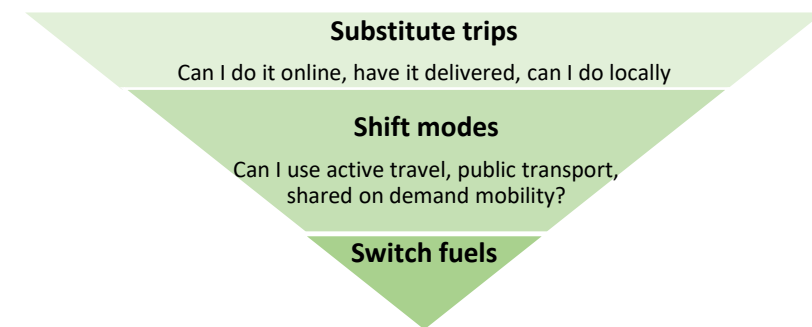 Substitute trips
Can I do it online, have it delivered, can I do locally
Shift modes
Can I use active travel, public transport,
shared on demand mobility?
Switch fuels